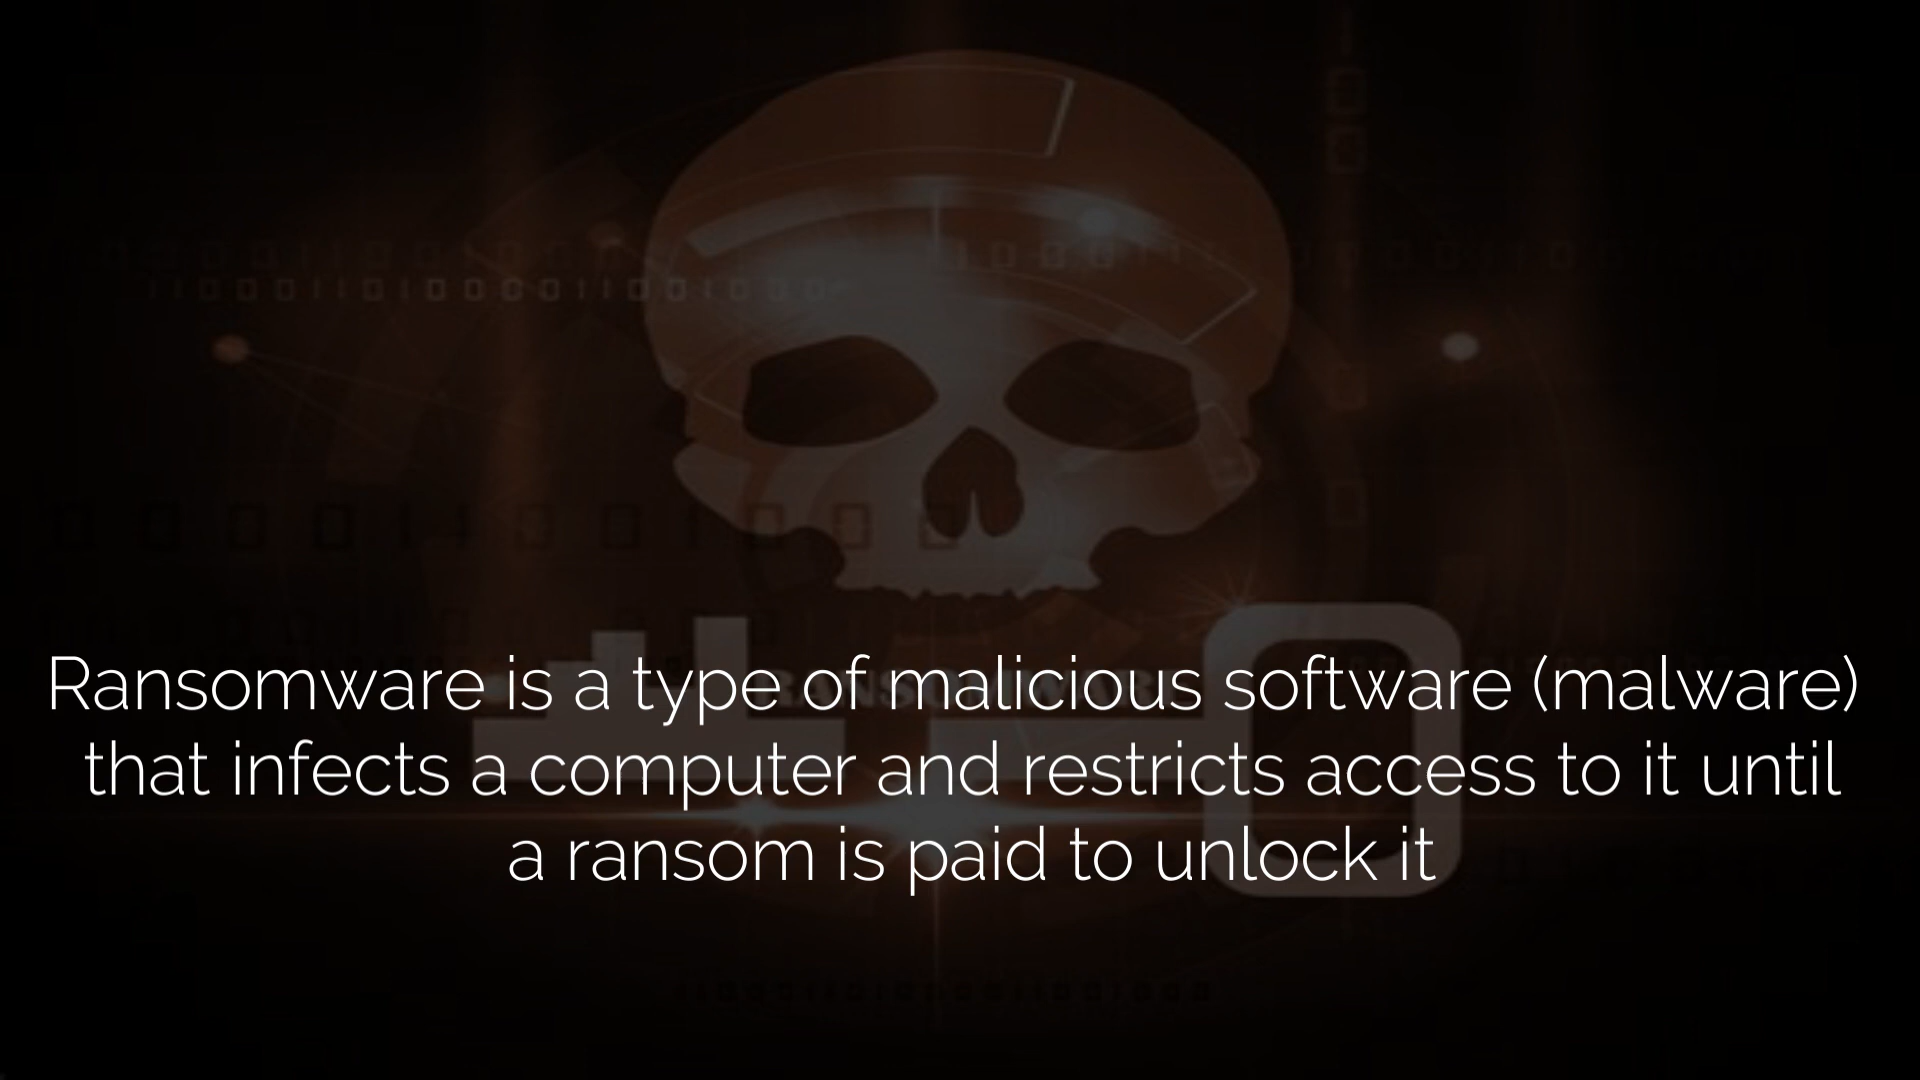 Ransomware is a type of malicious software (malware)
that infects a computer and restricts access to it until
a ransom is paid to unlock it